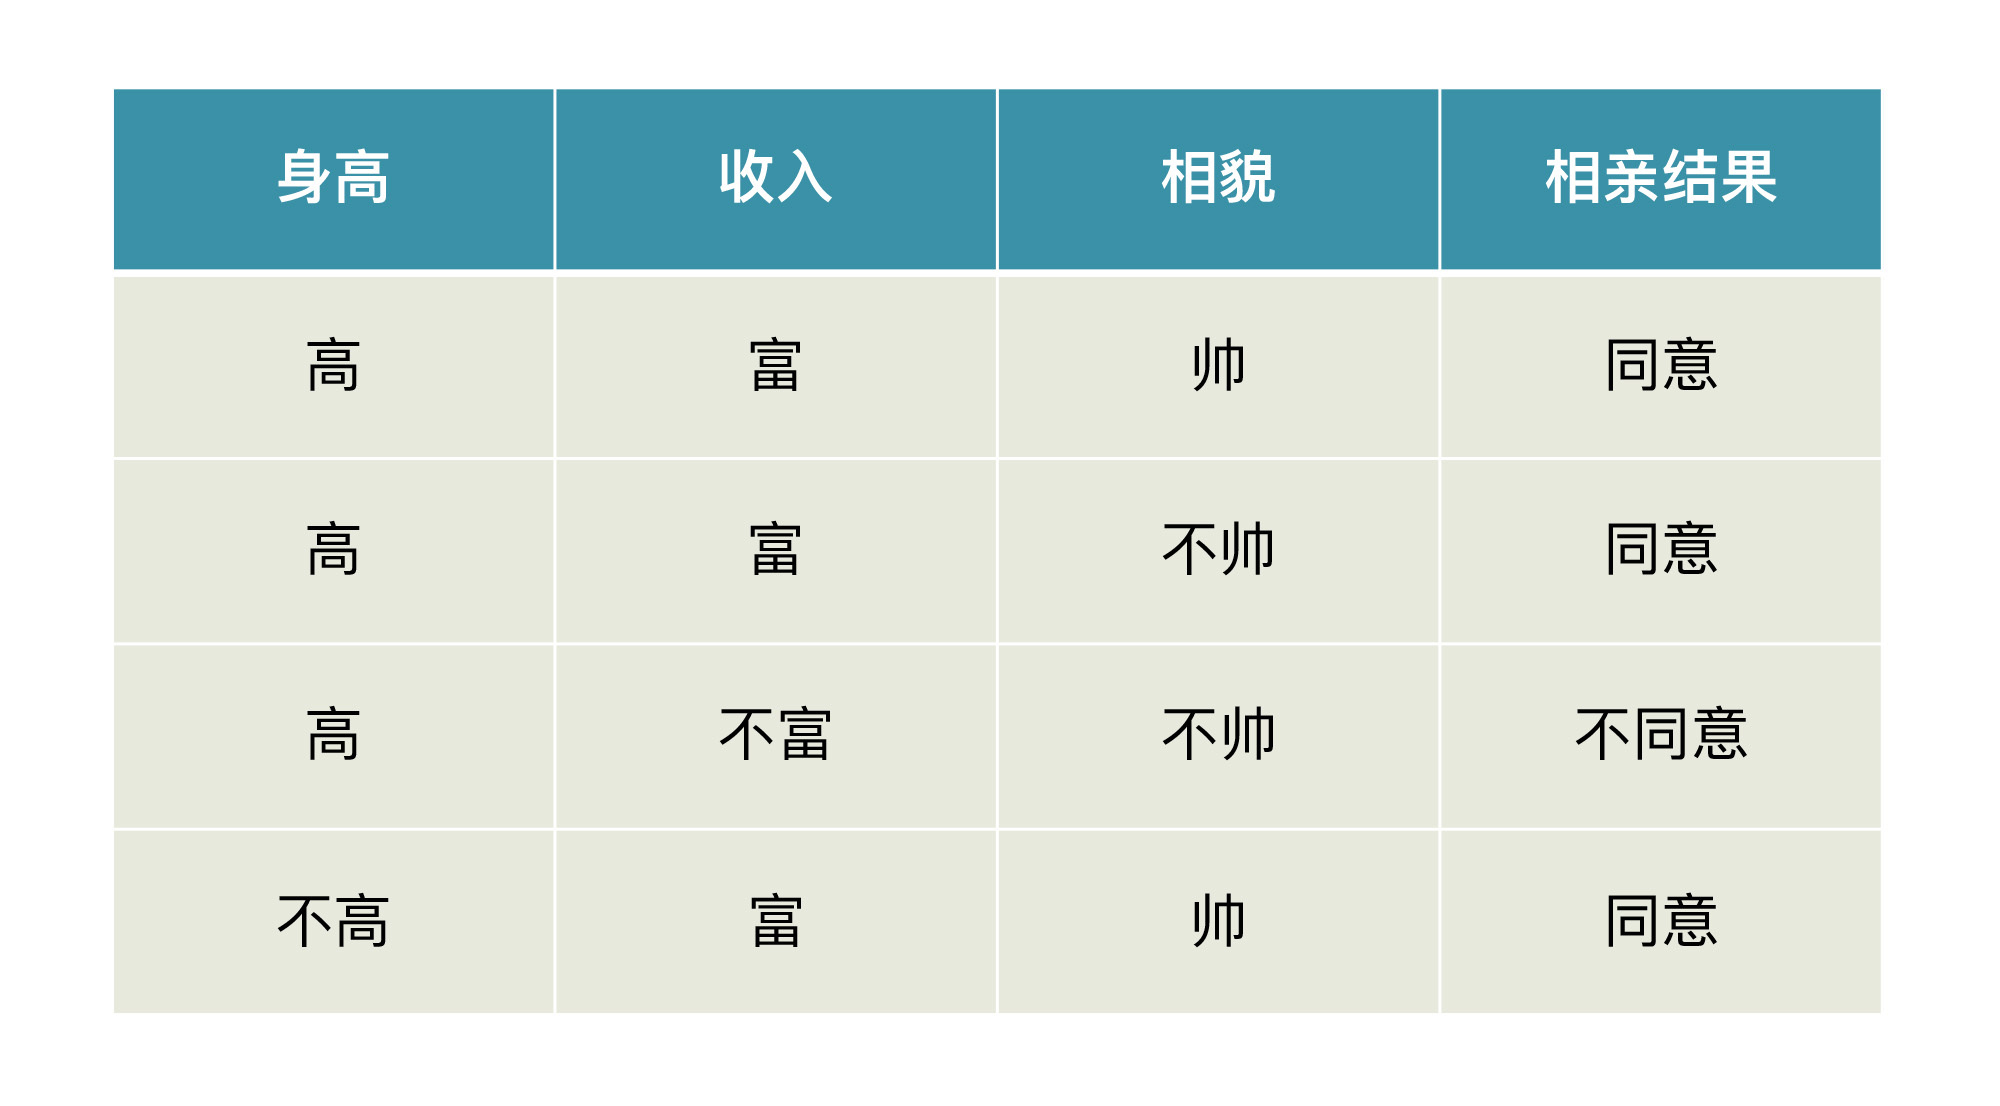 身高 收入 相貌 相亲结果
高 富 帅 同意
高 富 不帅 同意
高 不富 不帅 不同意
不高 富 帅 同意